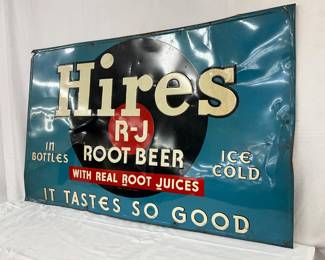 Hires
R-J
ROOT BEER
IN
BOTTLES
ICE
COLD
WITH REAL ROOT JUICES
IT TASTES SO GOOD